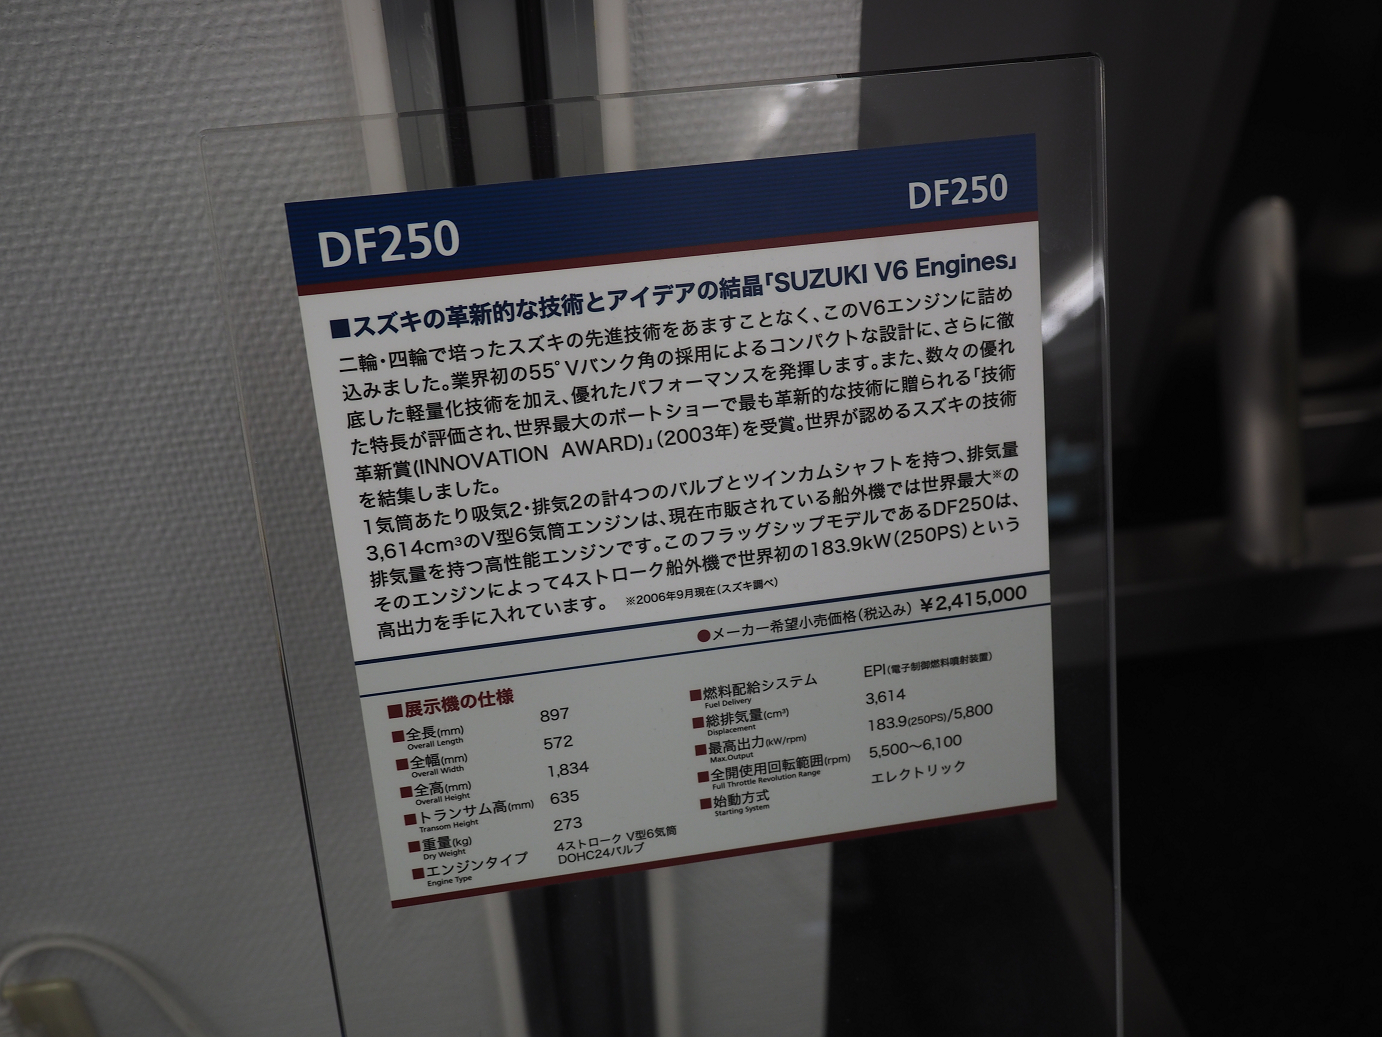 DF250
DF250
■スズキの革新的な技術とアイデアの結晶「SUZUKI V6 Engines」
二輪・四輪で培ったスズキの先進技術をあますことなく、このV6エンジンに詰め
込みました。業界初の55°Vバンク角の採用によるコンパクトな設計に、さらに徹
底した軽量化技術を加え、優れたパフォーマンスを発揮します。また、数々の優れ
た特長が評価され、世界最大のボートショーで最も革新的な技術に贈られる「技術
革新賞(INNOVATION AWARD)」(2003年)を受賞。世界が認めるスズキの技術
を結集しました。
1気筒あたり吸気2・排気2の計4つのバルブとツインカムシャフトを持つ、排気量
3,614cm³のV型6気筒エンジンは、現在市販されている船外機では世界最大※の
排気量を持つ高性能エンジンです。このフラッグシップモデルであるDF250は、
そのエンジンによって4ストローク船外機で世界初の183.9kW(250PS)という
高出力を手に入れています。 ※2006年9月現在(スズキ調べ)
●メーカー希望小売価格(税込み) ¥2,415,000
■展示機の仕様
■全長(mm) 897
Overall Length
■全幅(mm) 572
Overall Width
■全高(mm) 1,834
Overall Height
■トランサム高(mm) 635
Transom Height
■重量(kg) 273
Dry Weight
■エンジンタイプ 4ストローク V型6気筒
Engine Type DOHC24バルブ
■燃料配給システム EPI(電子制御燃料噴射装置)
Fuel Delivery
■総排気量(cm³) 3,614
Displacement
■最高出力(kW/rpm) 183.9(250PS)/5,800
Max.Output
■全開使用回転範囲(rpm) 5,500〜6,100
Full Throttle Revolution Range
■始動方式 エレクトリック
Starting System